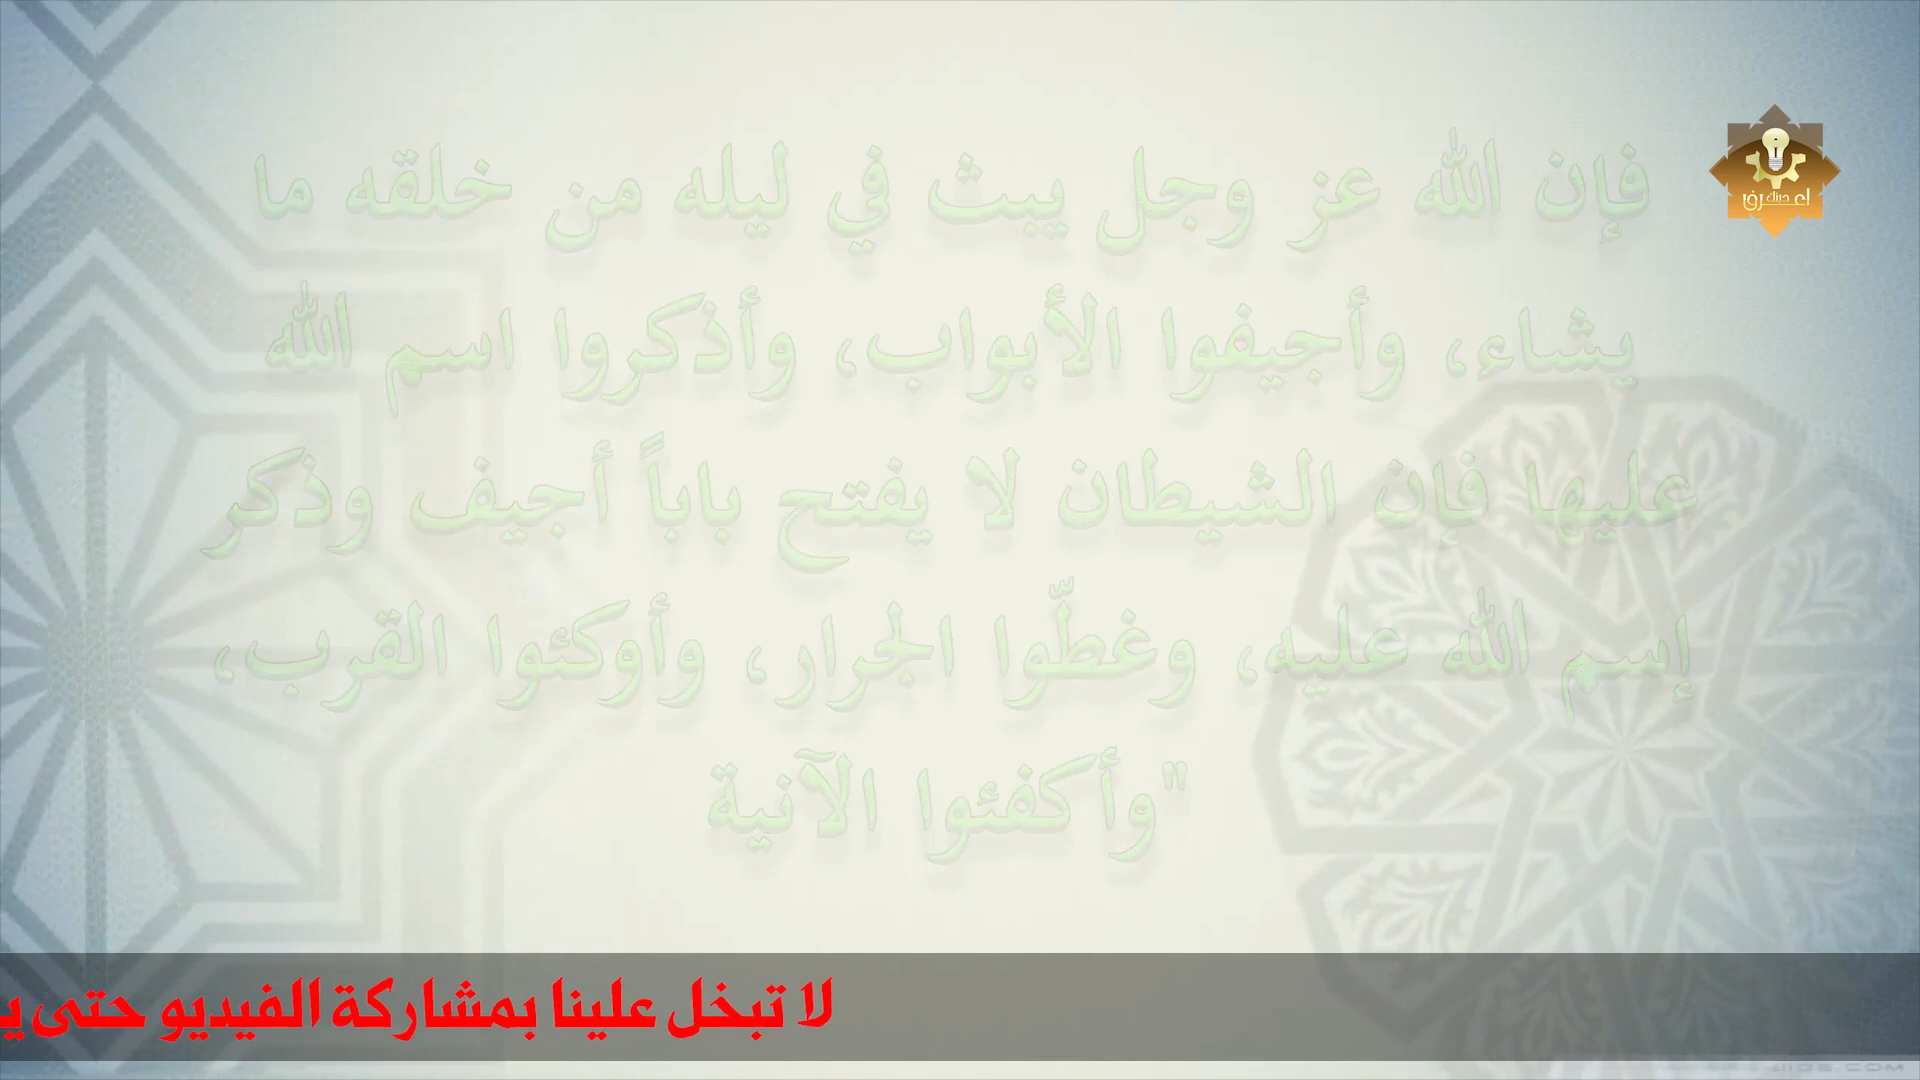 فإن الله عز وجل يبث في ليله من خلقه ما
يشاء، وأجيفوا الأبواب، وأذكروا اسم الله
عليها فإن الشيطان لا يفتح باباً أجيف وذكر
إسم الله عليه، وغطّوا الجرار، وأوكئوا القرب،
"وأكفئوا الآنية
لا تبخل علينا بمشاركة الفيديو حتى ي